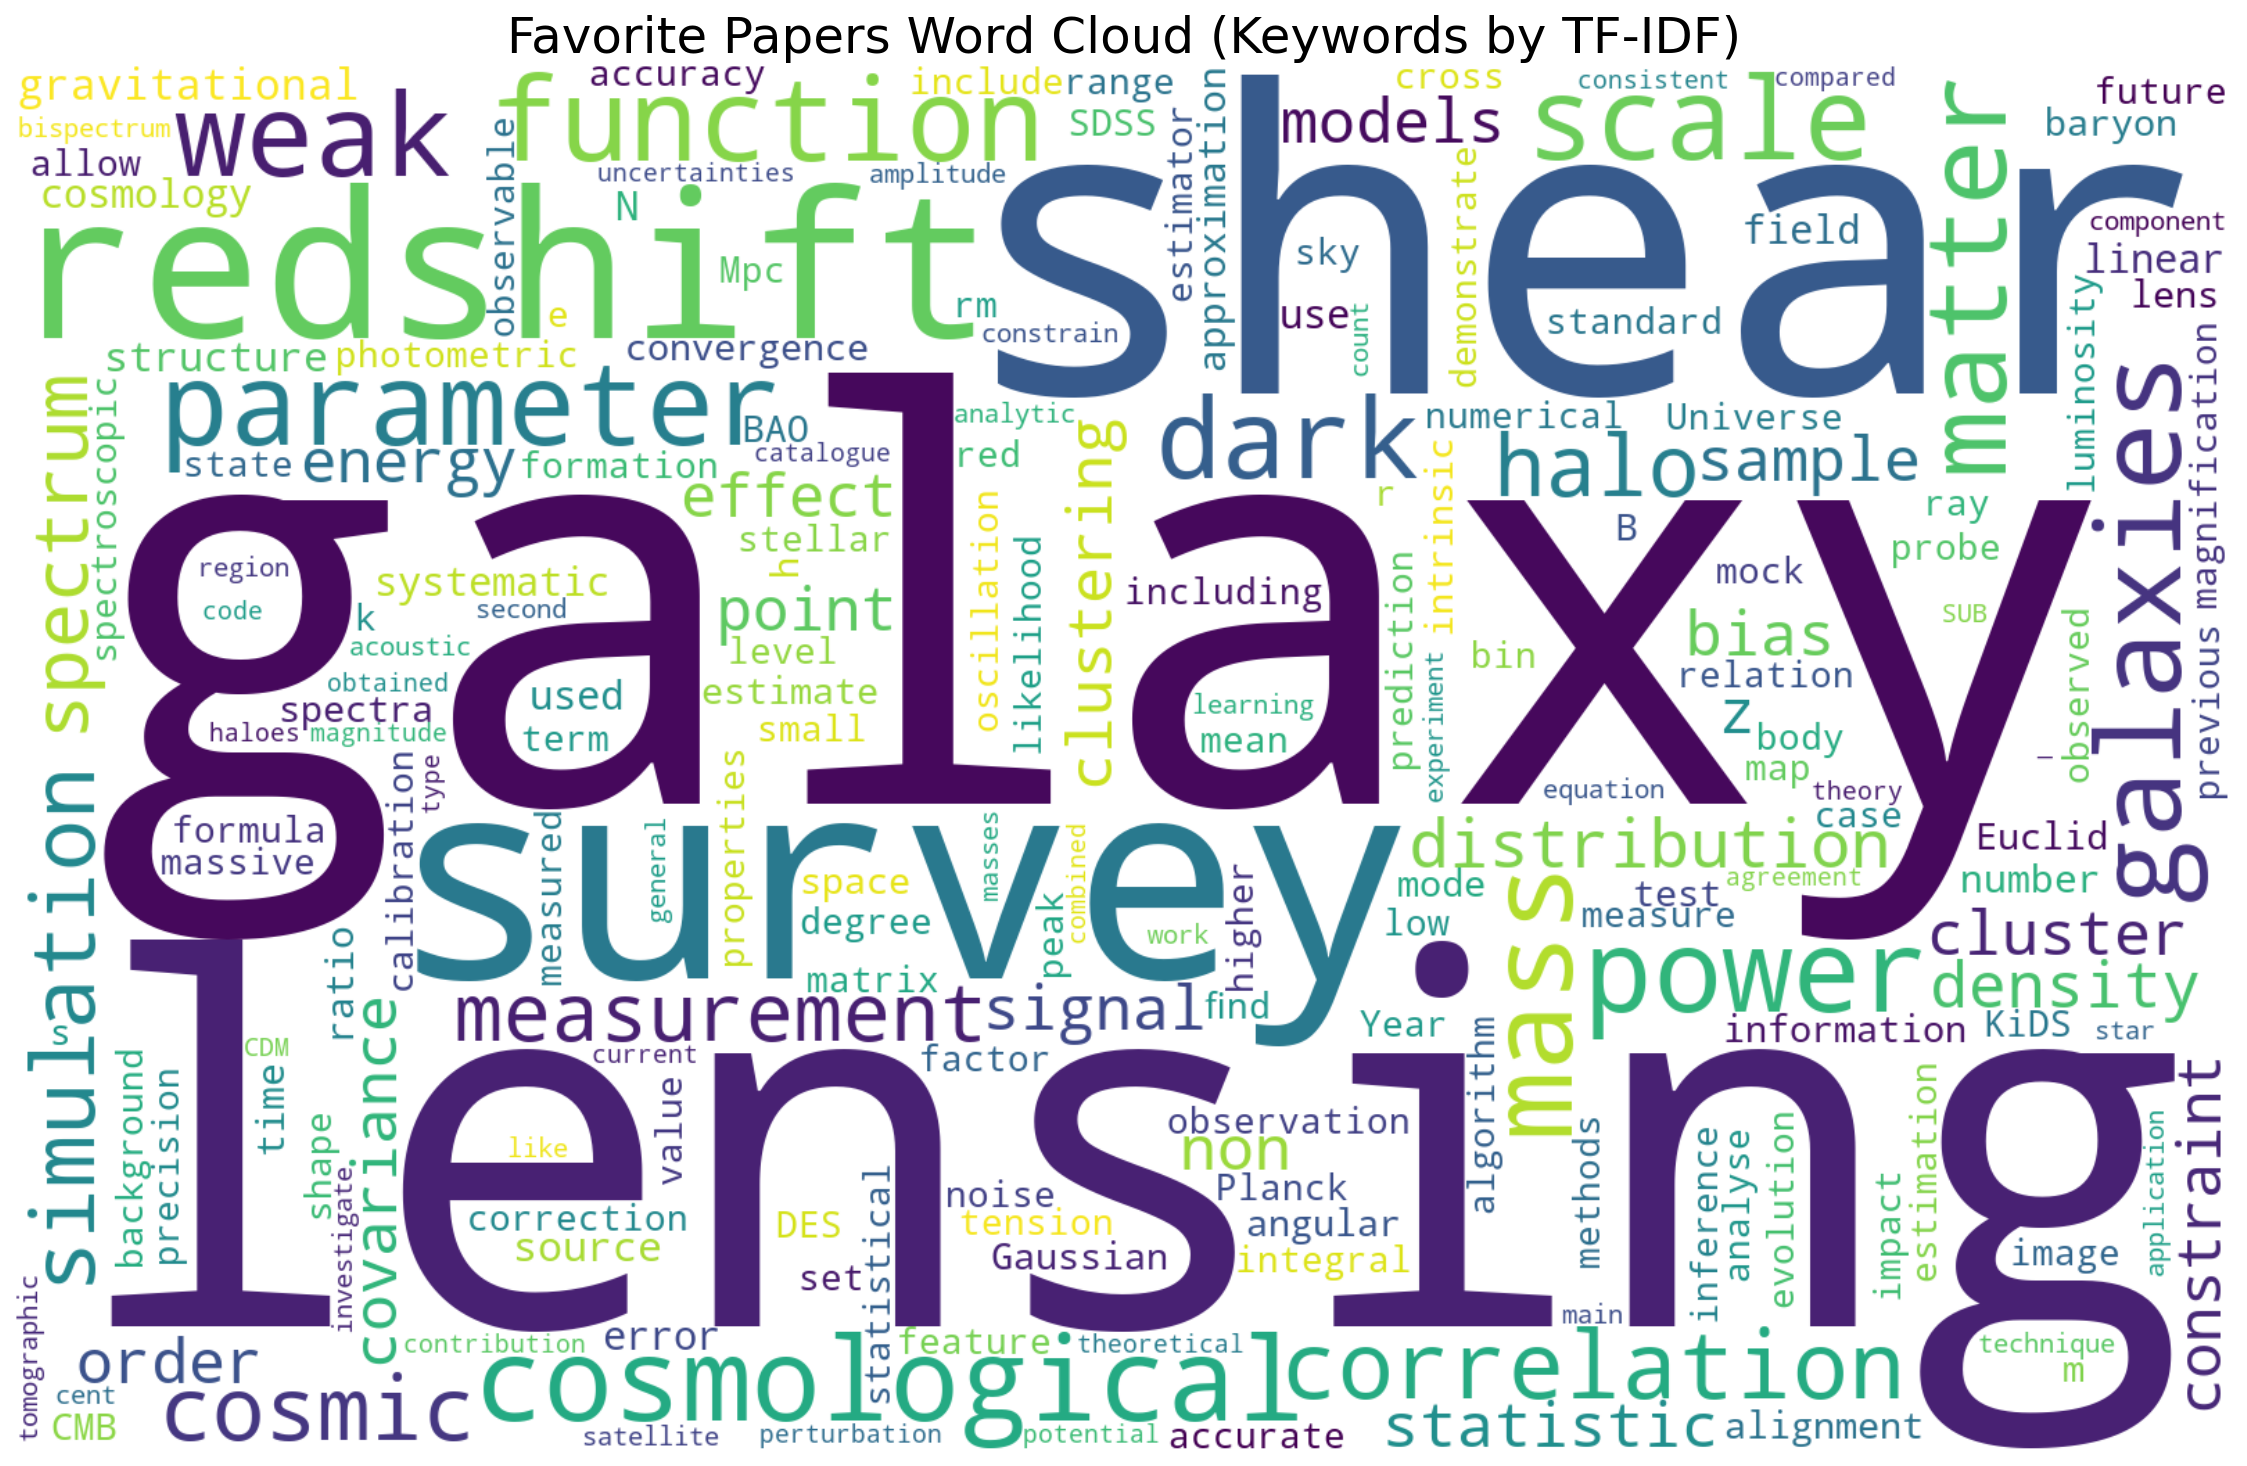 Favorite Papers Word Cloud (Keywords by TF-IDF)
gravitational
accuracy
include
range
cross
consistent
compared
future
bispectrum
weak
function
SDSS
models
scale
baryon
allow
uncertainties
amplitude
estimator
approximation
demonstrate
matter
cosmology
observable
N
shear
component
redshift
Mpc
sky
field
linear
rm
use
count
standard
lens
e
constrain
luminosity
structure
photometric
convergence
galaxies
magnification
previous
spectrum
spectroscopic
parameter
BAO
analytic
clustering
dark
numerical
Universe
state
energy
formation
catalogue
red
halo
sample
effect
oscillation
r
intrinsic
B
ray
galaxy
stellar
likelihood
prediction
probe
region
systematic
h
including
mock
code
k
second
point
bias
SUB
acoustic
level
bin
relation
observed
obtained
used
estimate
learning
experiment
Z
spectra
haloes
magnitude
term
small
mean
body
map
calibration
type
properties
equation
theory
case
formula
massive
survey
measured
general
masses
combined
distribution
Euclid
space
mode
test
agreement
number
degree
peak
work
higher
low
measure
cluster
simulation
ratio
matrix
mass
power
density
s
covariance
measurement
signal
find
Year
information
KiDS
star
CDM
current
factor
algorithm
constraint
lensing
background
precision
time
shape
value
observation
methods
inference
analyse
evolution
impact
estimation
application
like
non
investigate
statistical
noise
Planck
correction
DES
tension
angular
source
Gaussian
integral
image
tomographic
set
main
order
contribution
error
feature
theoretical
correlation
technique
m
cent
cosmic
cosmological
CMB
satellite
perturbation
potential
accurate
statistic
alignment